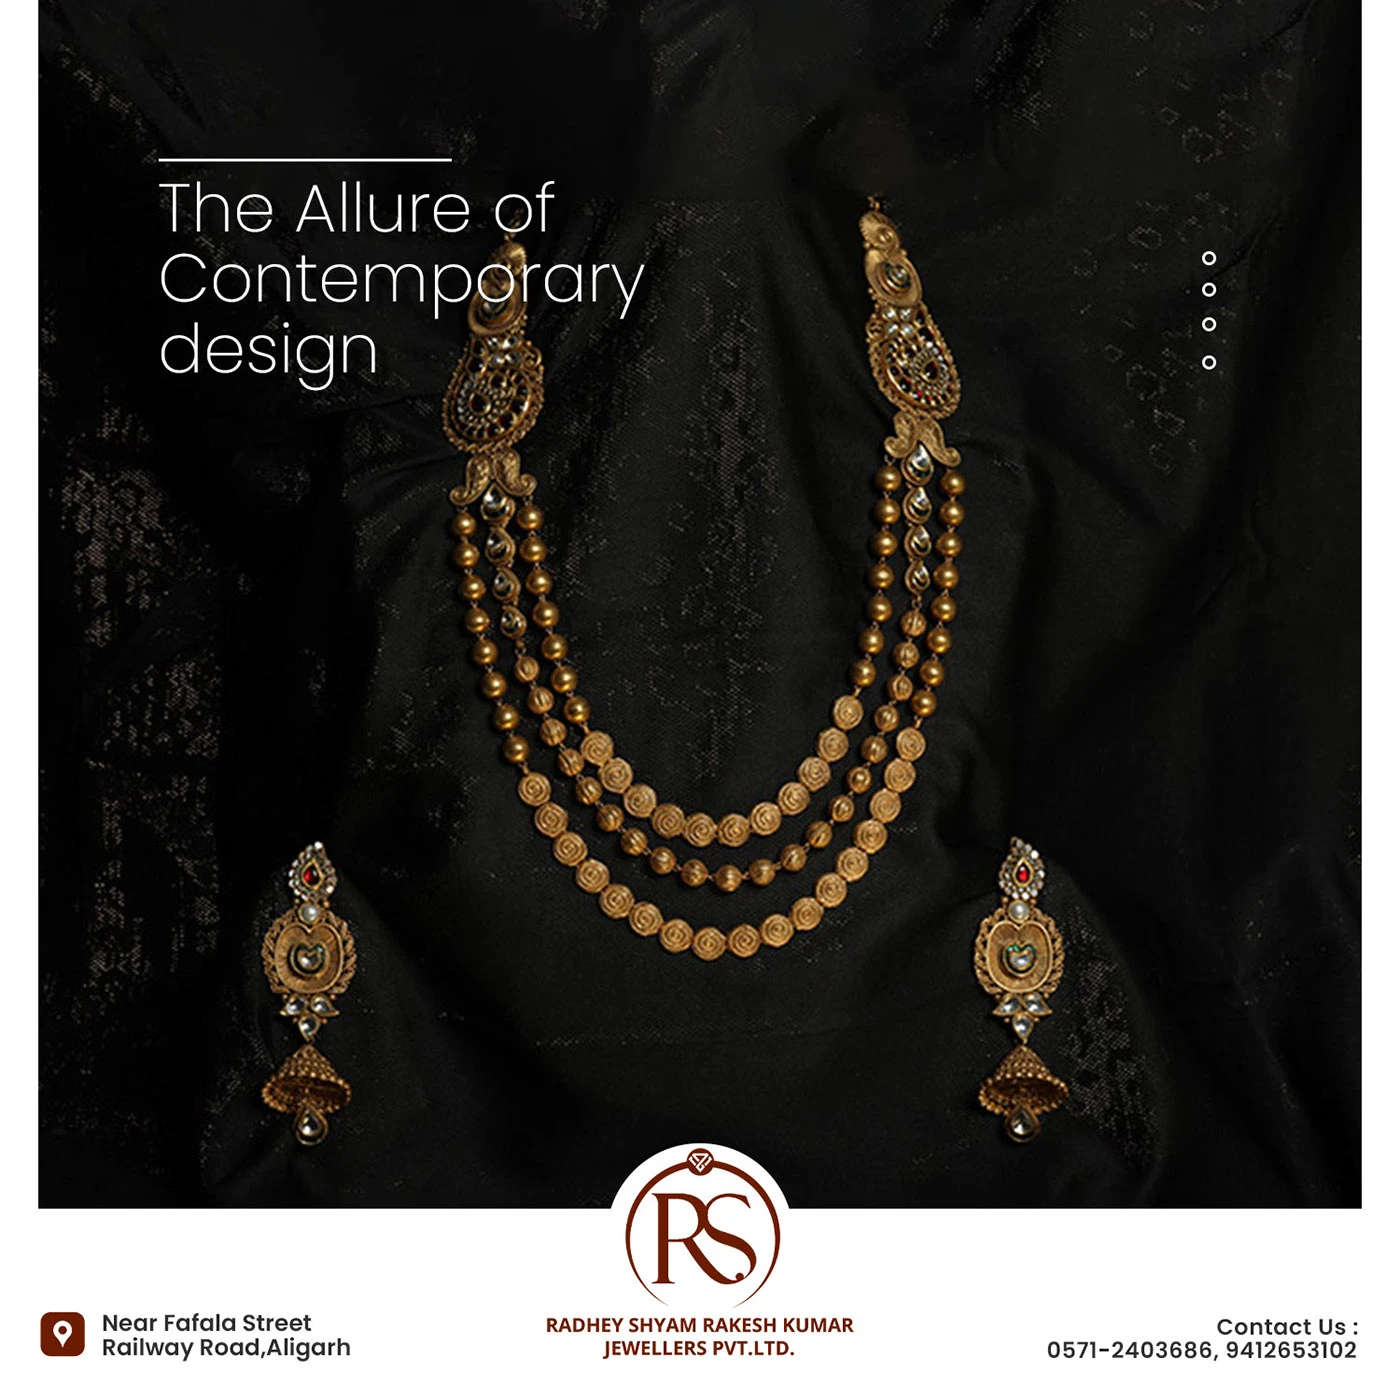 The Allure of
Contemporary
design
RS
RADHEY SHYAM RAKESH KUMAR
JEWELLERS PVT.LTD.
Near Fafala Street
Railway Road,Aligarh
Contact Us :
0571-2403686, 9412653102